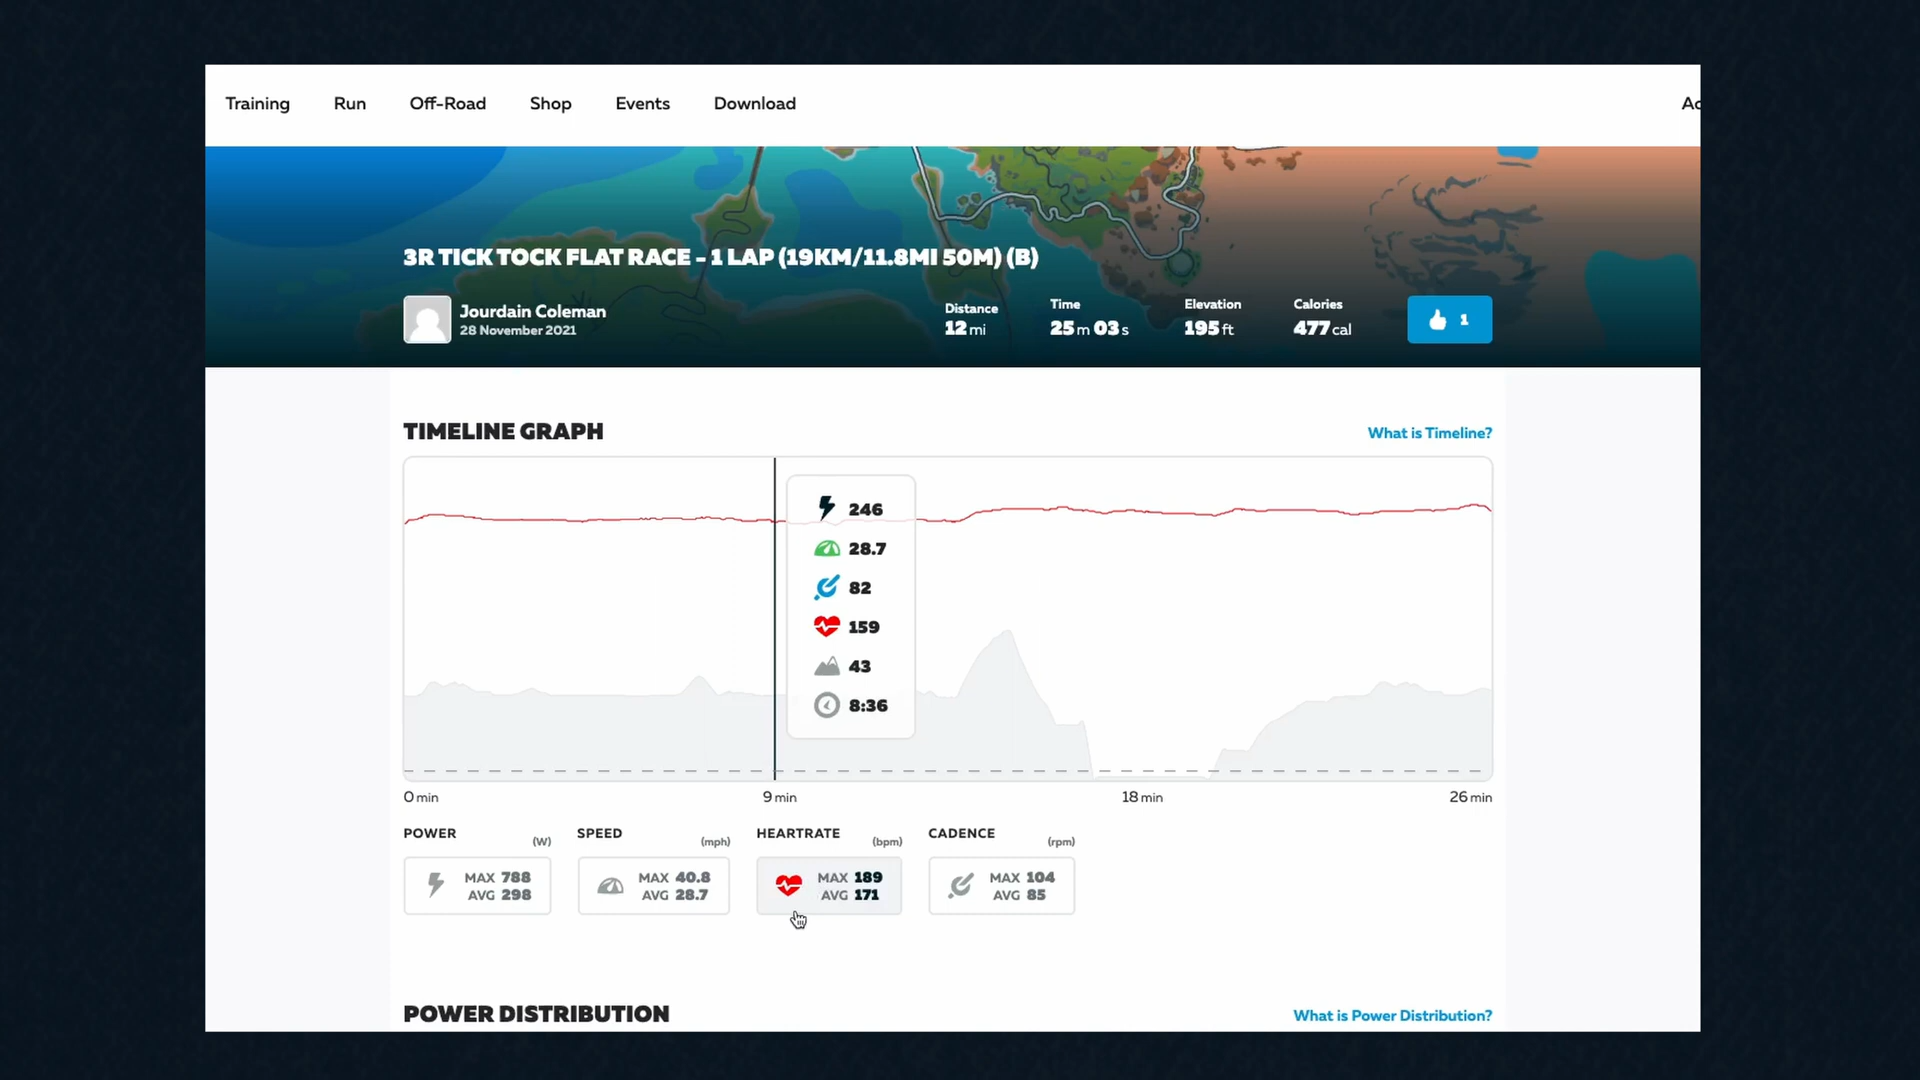 Training Run Off-Road Shop Events Download Ac
3R TICK TOCK FLAT RACE - 1 LAP (19KM/11.8MI 50M) (B)
Jourdain Coleman
28 November 2021
Distance
12 mi
Time
25 m 03 s
Elevation
195 ft
Calories
477 cal
1
TIMELINE GRAPH
What is Timeline?
246
28.7
82
159
43
8:36
0 min 9 min 18 min 26 min
POWER (W)
MAX 788
AVG 298
SPEED (mph)
MAX 40.8
AVG 28.7
HEARTRATE (bpm)
MAX 189
AVG 171
CADENCE (rpm)
MAX 104
AVG 85
POWER DISTRIBUTION
What is Power Distribution?